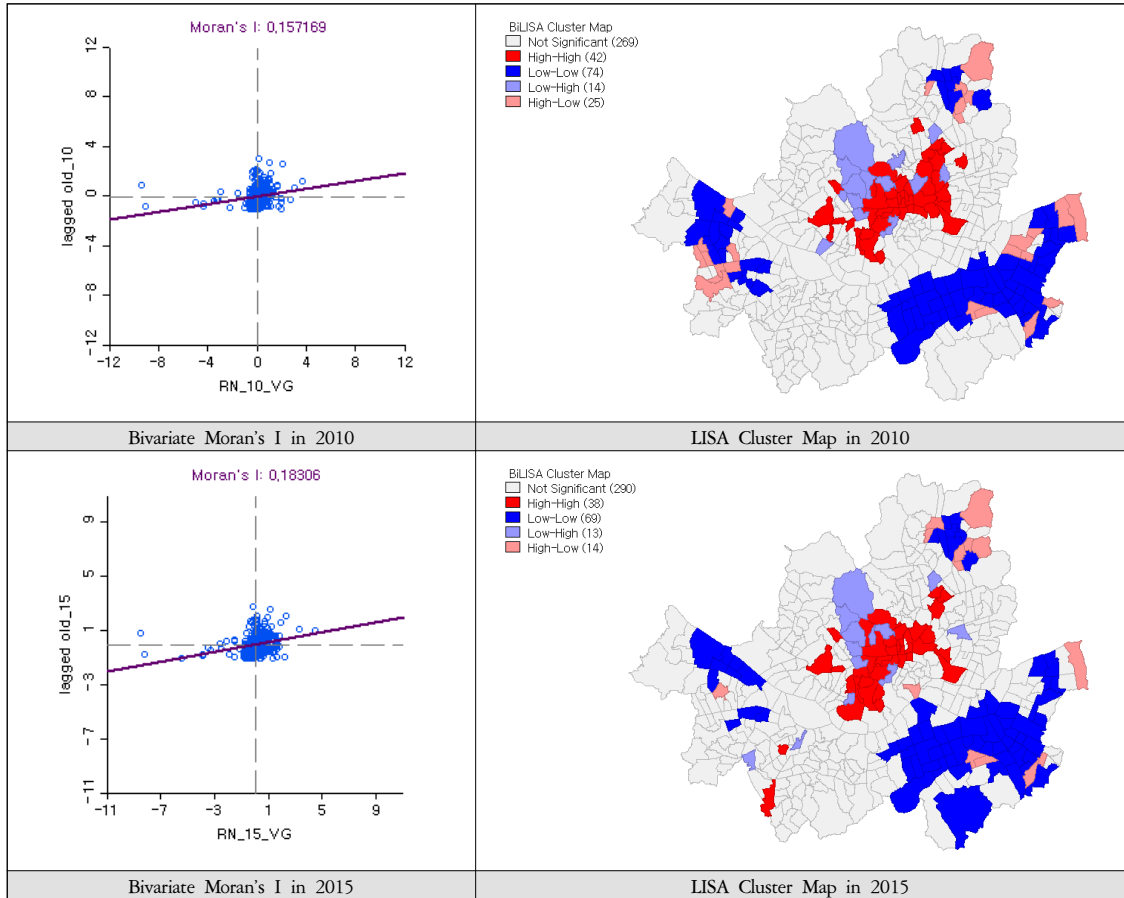 Moran's I: 0,157169
12
8
4
0
-4
-8
-12
lagged old_10
-12
-8
-4
0
4
8
12
RN_10_VG
BiLISA Cluster Map
Not Significant (269)
High-High (42)
Low-Low (74)
Low-High (14)
High-Low (25)
Bivariate Moran's I in 2010
LISA Cluster Map in 2010
Moran's I: 0,18306
9
5
1
-3
-7
-11
lagged old_15
-11
-7
-3
1
5
9
RN_15_VG
BiLISA Cluster Map
Not Significant (290)
High-High (38)
Low-Low (69)
Low-High (13)
High-Low (14)
Bivariate Moran's I in 2015
LISA Cluster Map in 2015